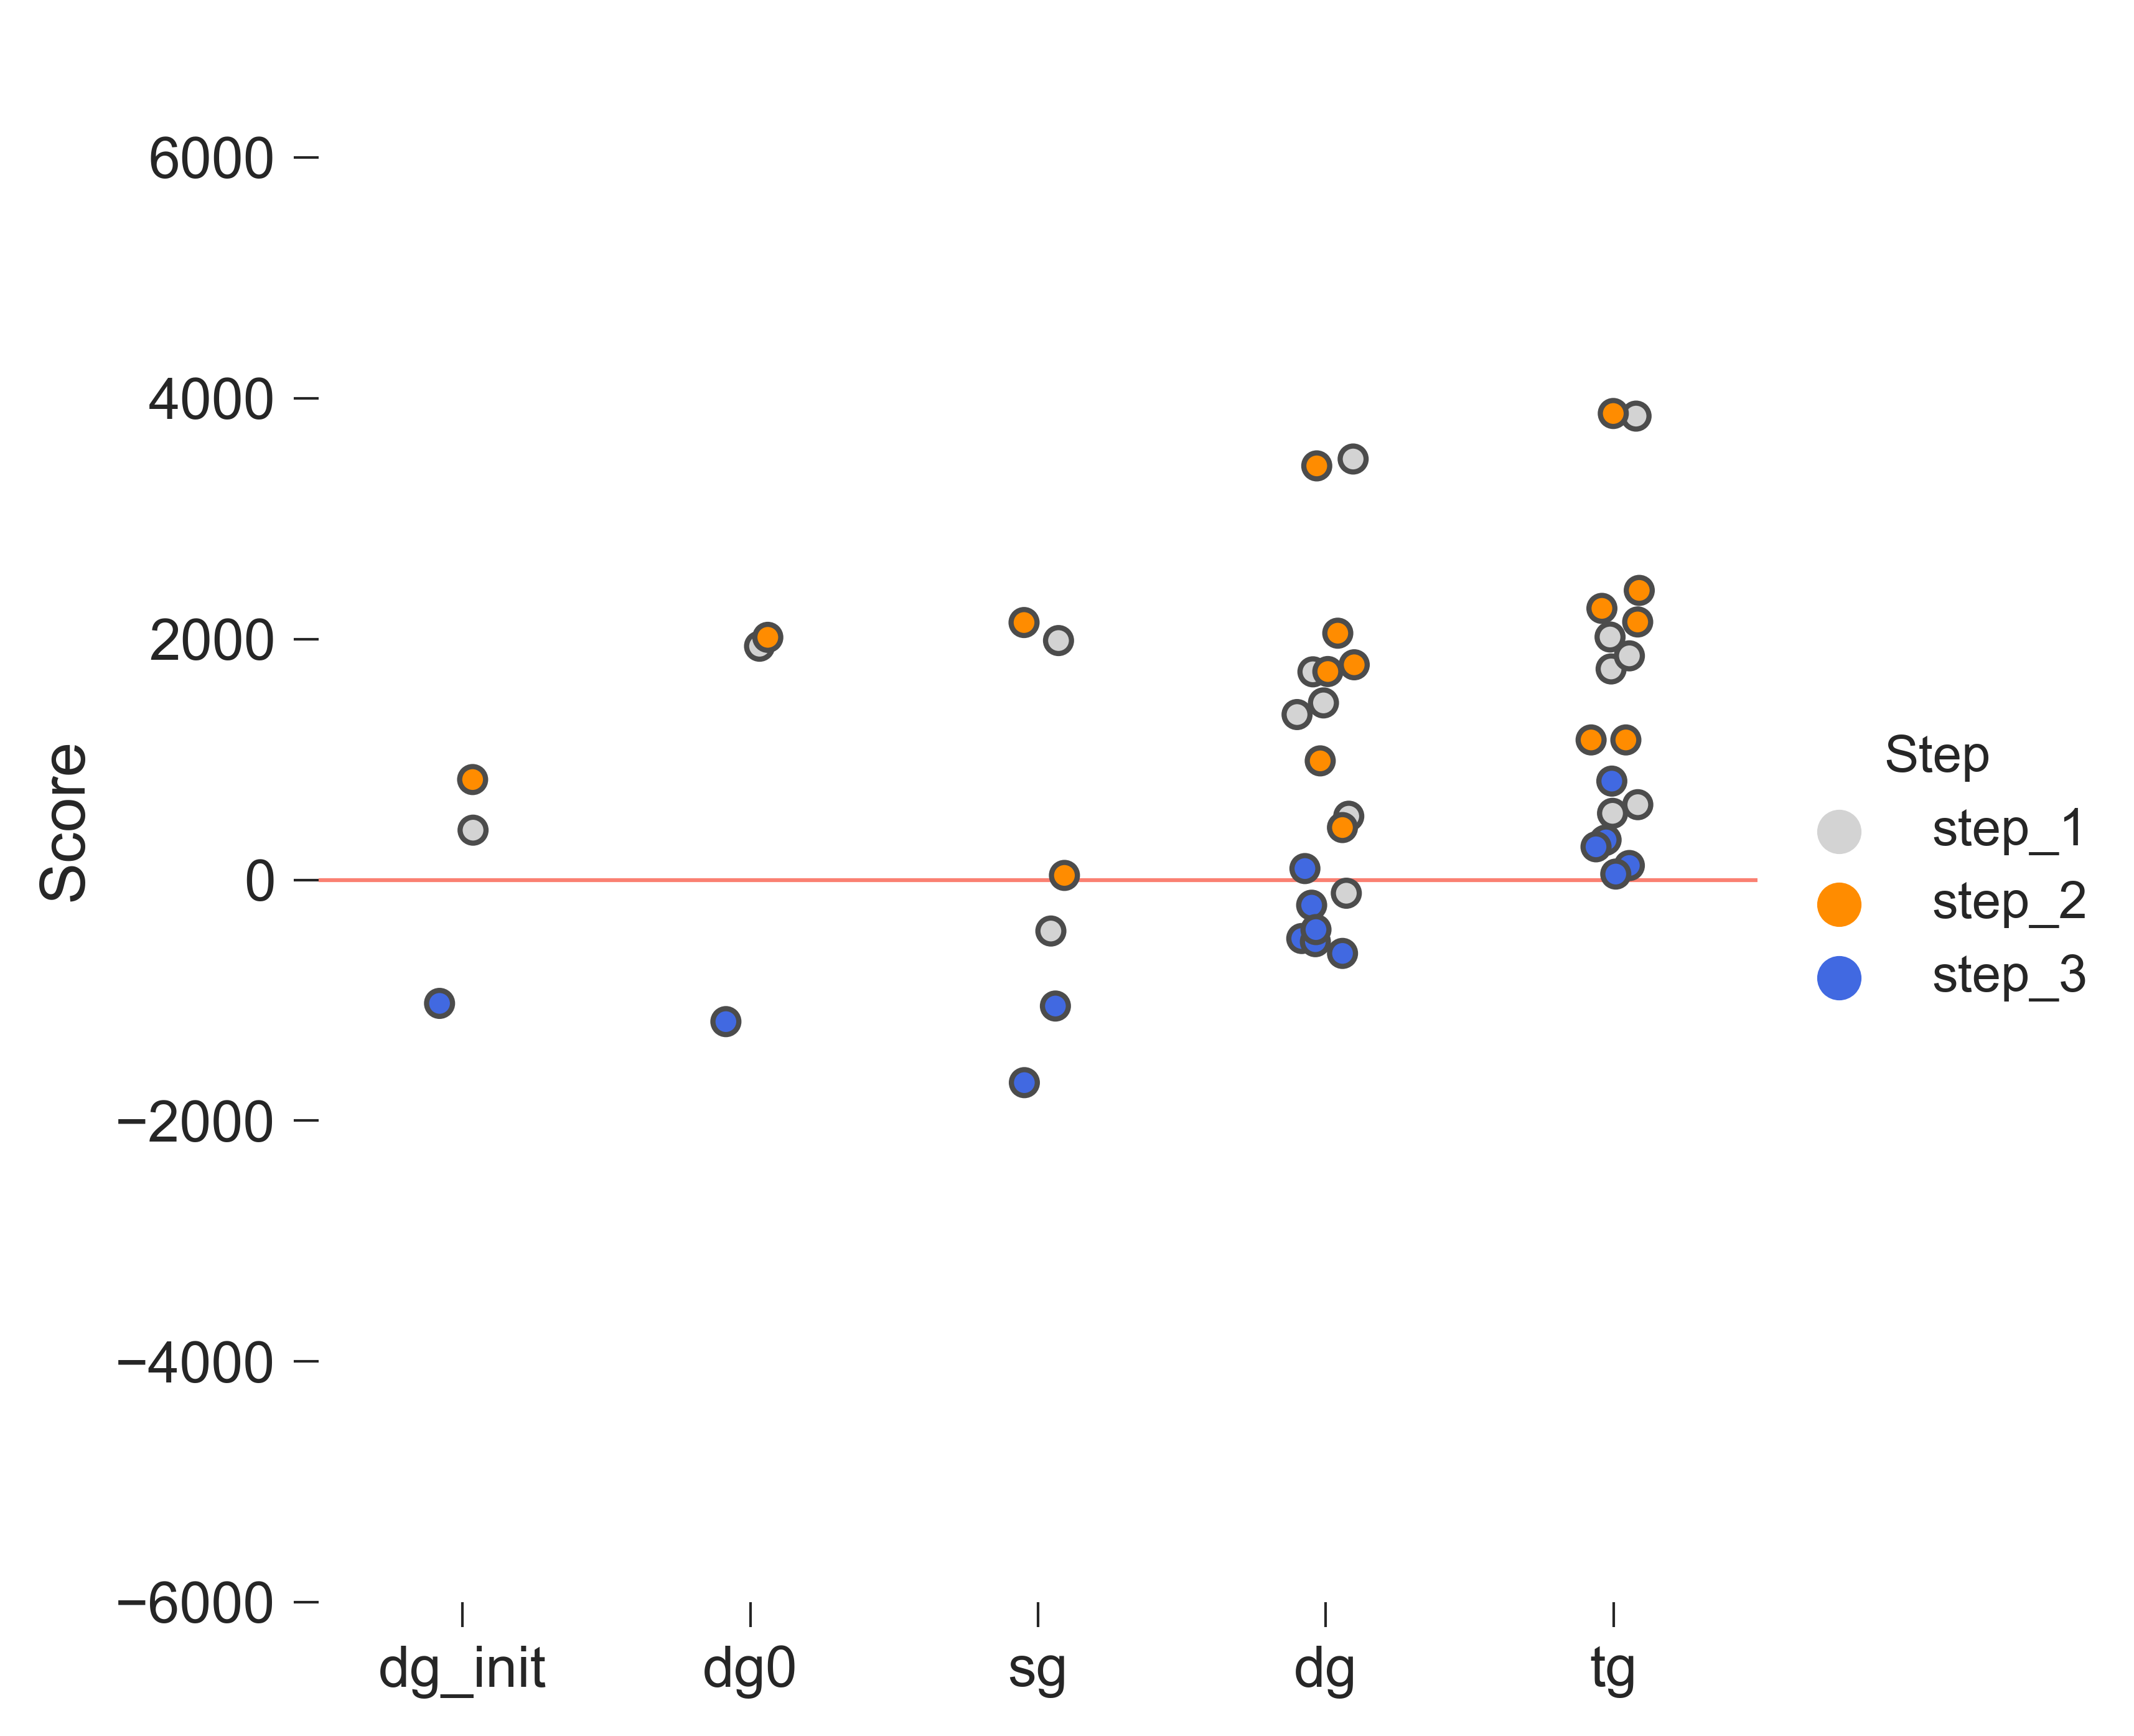 6000
4000
2000
0
−2000
−4000
−6000
Score
dg_init
dg0
sg
dg
tg
Step
step_1
step_2
step_3